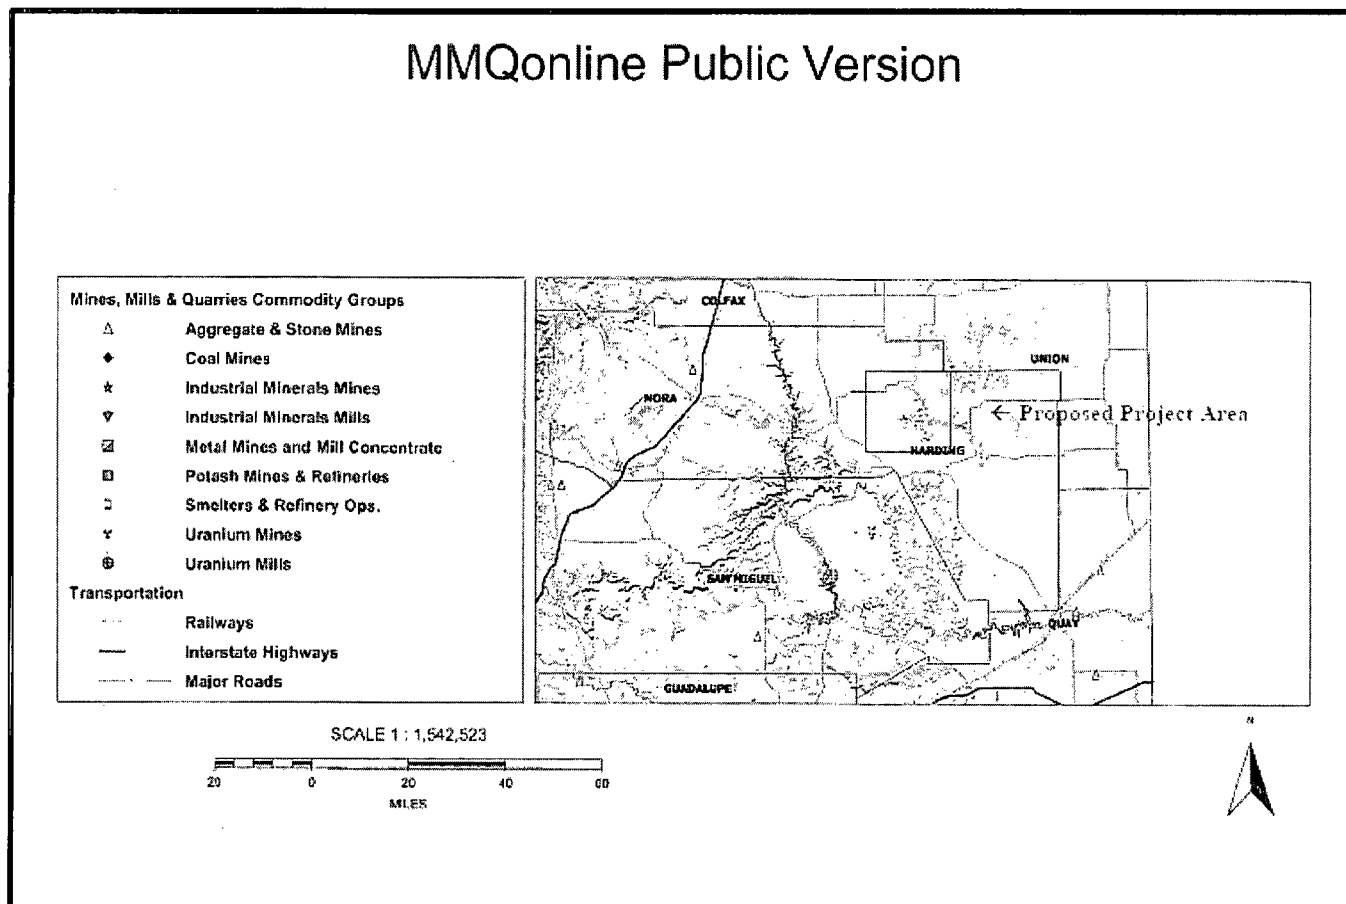 MMQonline Public Version
Mines, Mills & Quarries Commodity Groups
Aggregate & Stone Mines
Coal Mines
Industrial Minerals Mines
Industrial Minerals Mills
Metal Mines and Mill Concentrate
Potash Mines & Refineries
Smelters & Refinery Ops.
Uranium Mines
Uranium Mills
Transportation
Railways
Interstate Highways
Major Roads
COLFAX
UNION
MORA
← Proposed Project Area
HARDING
SAN MIGUEL
QUAY
GUADALUPE
SCALE 1 : 1,542,523
20 0 20 40 60
MILES
N